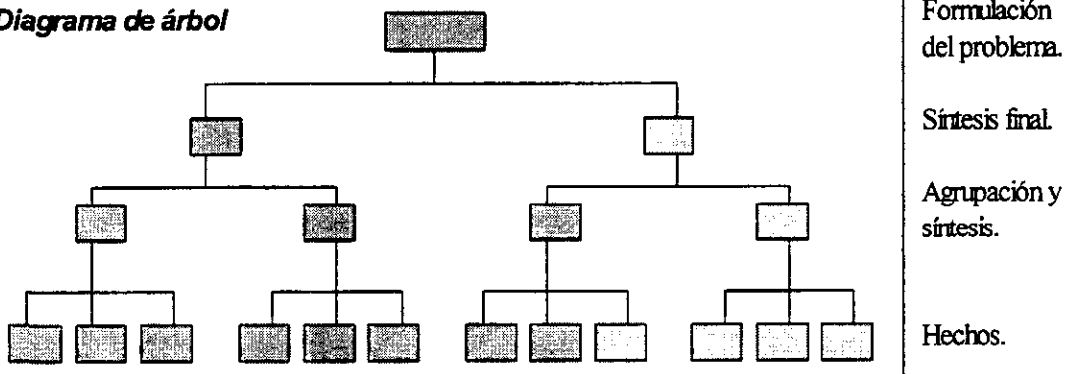 Diagrama de árbol
Formulación
del problema.
Síntesis final.
Agrupación y
síntesis.
Hechos.